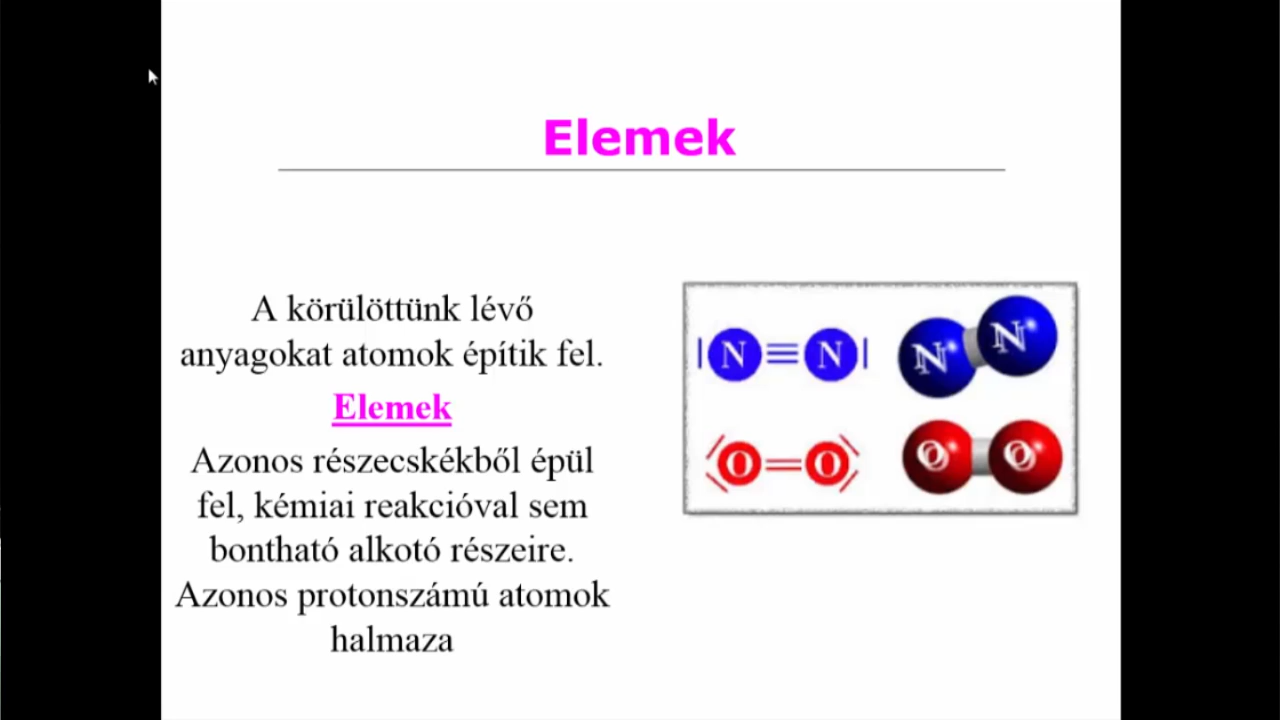 Elemek
A körülöttünk lévő
anyagokat atomok építik fel.
Elemek
Azonos részecskékből épül
fel, kémiai reakcióval sem
bontható alkotó részeire.
Azonos protonszámú atomok
halmaza
|N≡N|
N N
O=O
O O